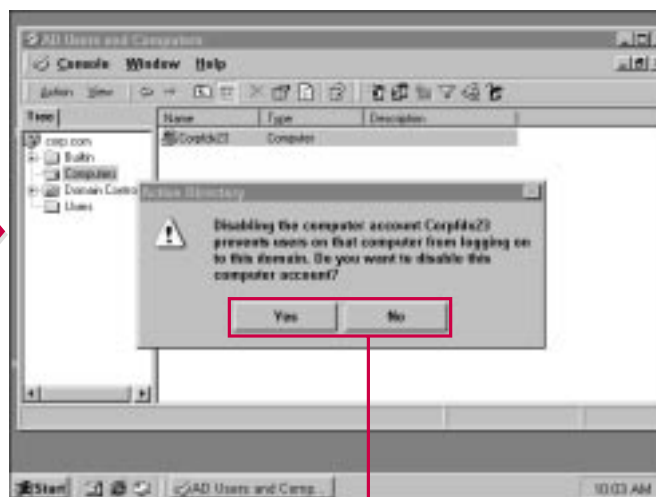 AD Users and Computers
Console Window Help
Action View
Tree
Name Type Description
corp.com
Computer
Builtin
Computers
Domain Contro
Users
Active Directory
Disabling the computer account Corpfdn23
prevents users on that computer from logging on
to this domain. Do you want to disable this
computer account?
Yes No
Start AD Users and Comp...
10:03 AM